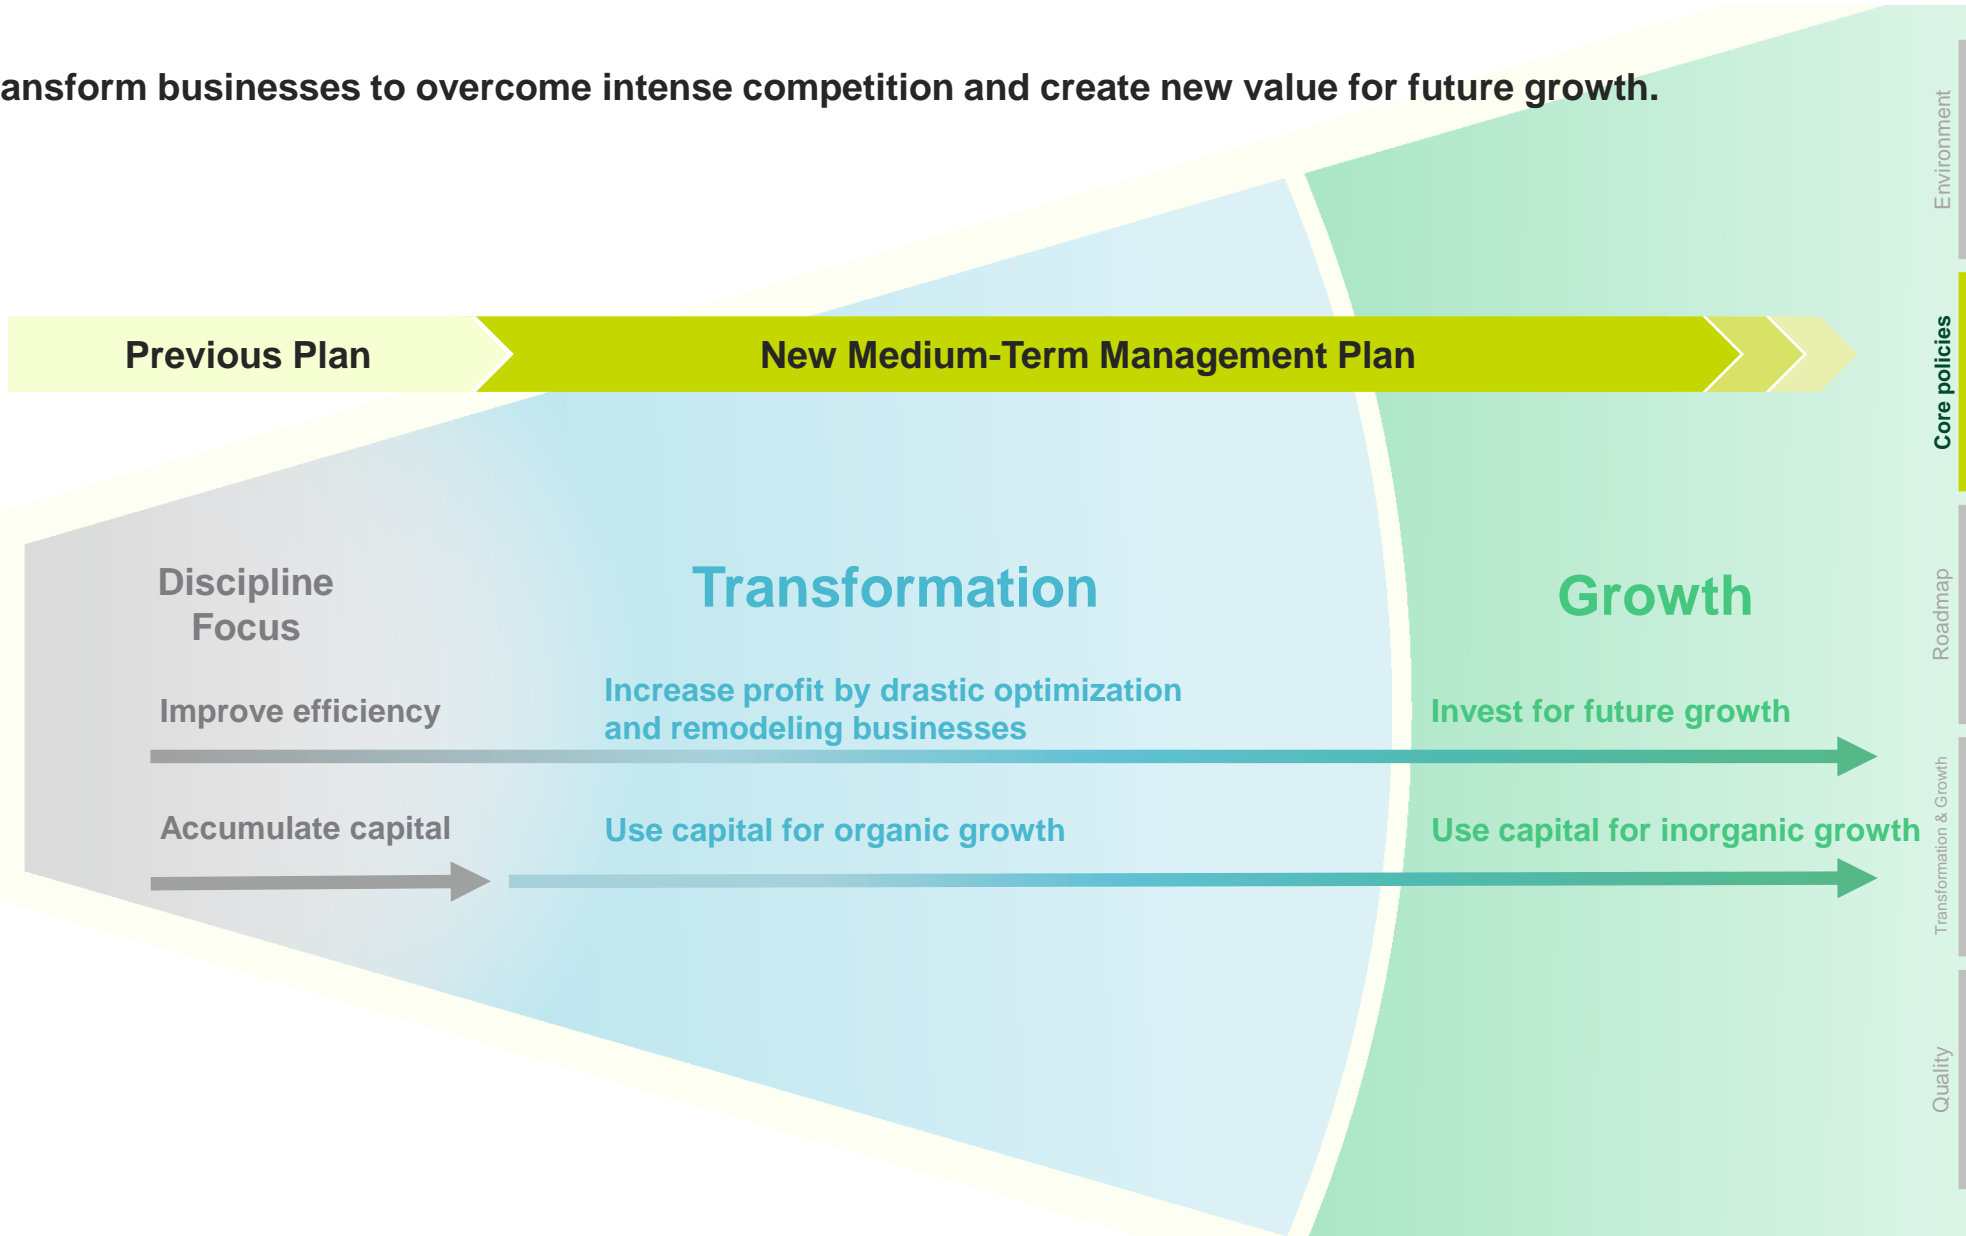 ansform businesses to overcome intense competition and create new value for future growth.
Previous Plan
New Medium-Term Management Plan
Discipline
Focus
Transformation
Growth
Improve efficiency
Increase profit by drastic optimization
and remodeling businesses
Invest for future growth
Accumulate capital
Use capital for organic growth
Use capital for inorganic growth
Environment
Core policies
Roadmap
Transformation & Growth
Quality